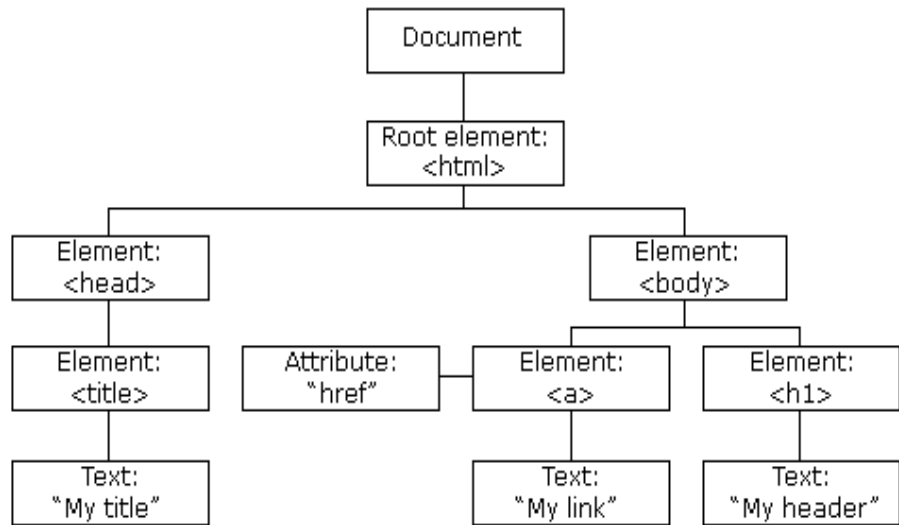 Document
Root element:
<html>
Element:
<head>
Element:
<body>
Element:
<title>
Attribute:
“href”
Element:
<a>
Element:
<h1>
Text:
“My title”
Text:
“My link”
Text:
“My header”